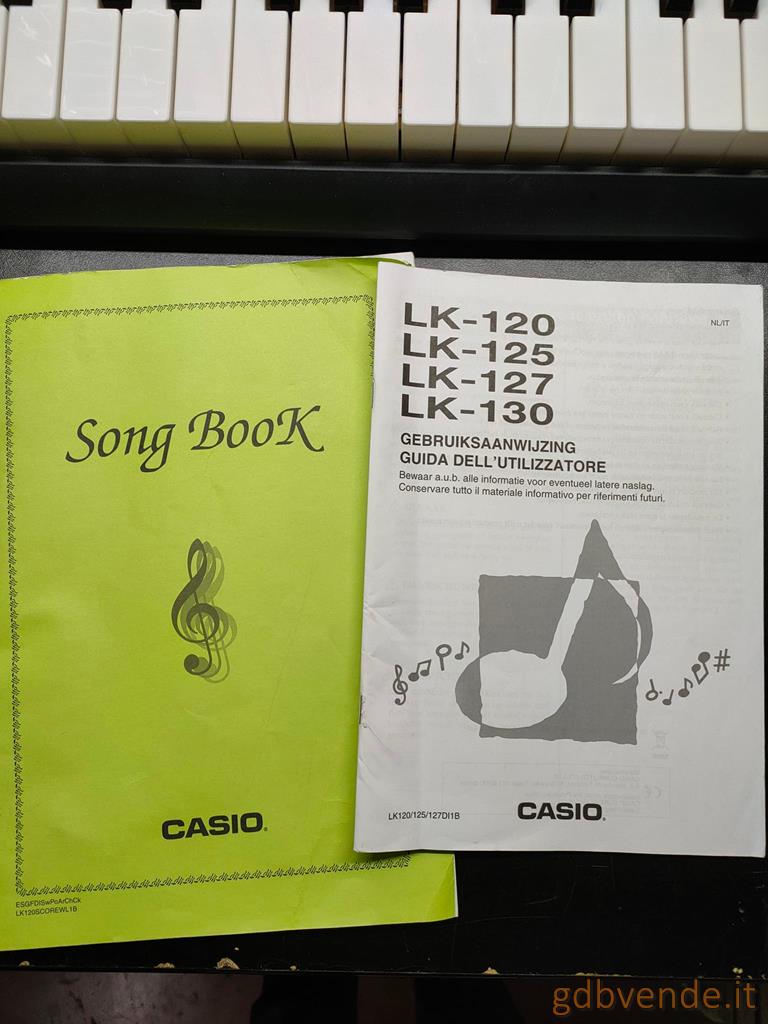 Song BooK
CASIO®
ESGFDISwPoArChCk
LK120SCOREWL1B
LK-120
LK-125
LK-127
LK-130
NL/IT
GEBRUIKSAANWIJZING
GUIDA DELL'UTILIZZATORE
Bewaar a.u.b. alle informatie voor eventueel latere naslag.
Conservare tutto il materiale informativo per riferimenti futuri.
LK120/125/127DI1B
CASIO®
gdbvende.it